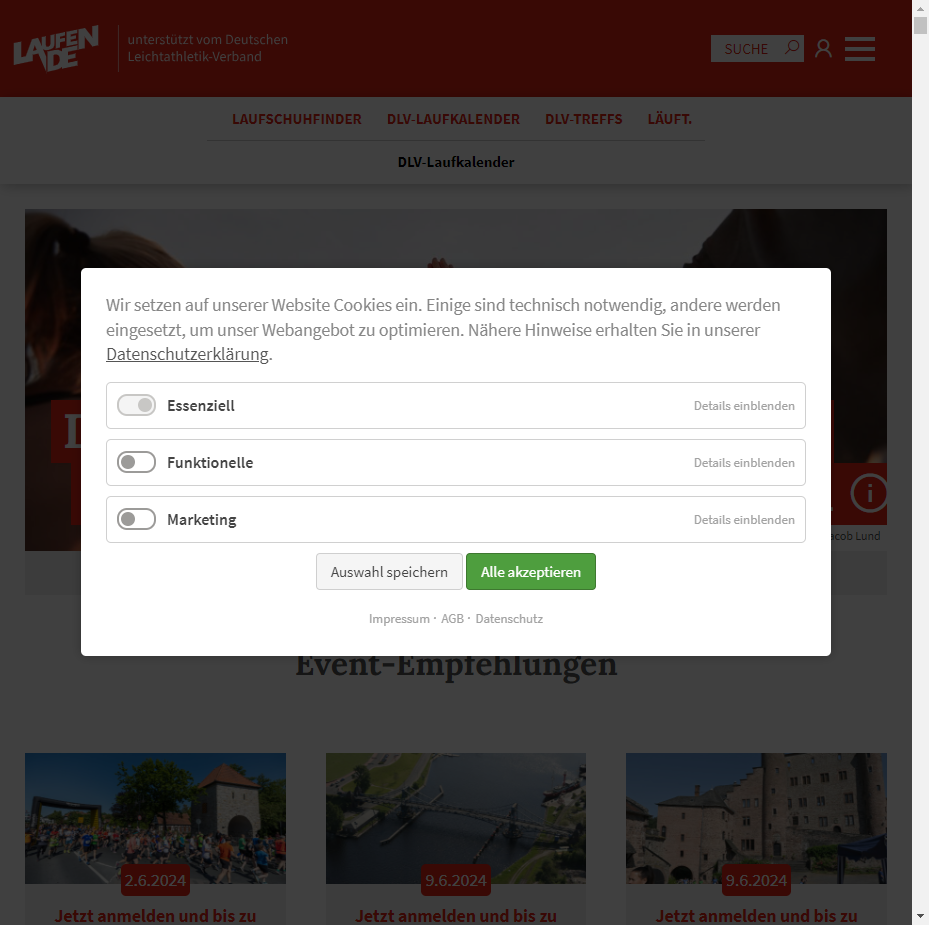 LAUFEN DE
unterstützt vom Deutschen
Leichtathletik-Verband
SUCHE
LAUFSCHUHFINDER DLV-LAUFKALENDER DLV-TREFFS LÄUFT.
DLV-Laufkalender
Wir setzen auf unserer Website Cookies ein. Einige sind technisch notwendig, andere werden
eingesetzt, um unser Webangebot zu optimieren. Nähere Hinweise erhalten Sie in unserer
Datenschutzerklärung.
Essenziell Details einblenden
Funktionelle Details einblenden
Marketing Details einblenden
acob Lund
Auswahl speichern Alle akzeptieren
Impressum · AGB · Datenschutz
Event-Empfehlungen
2.6.2024 9.6.2024 9.6.2024
Jetzt anmelden und bis zu Jetzt anmelden und bis zu Jetzt anmelden und bis zu